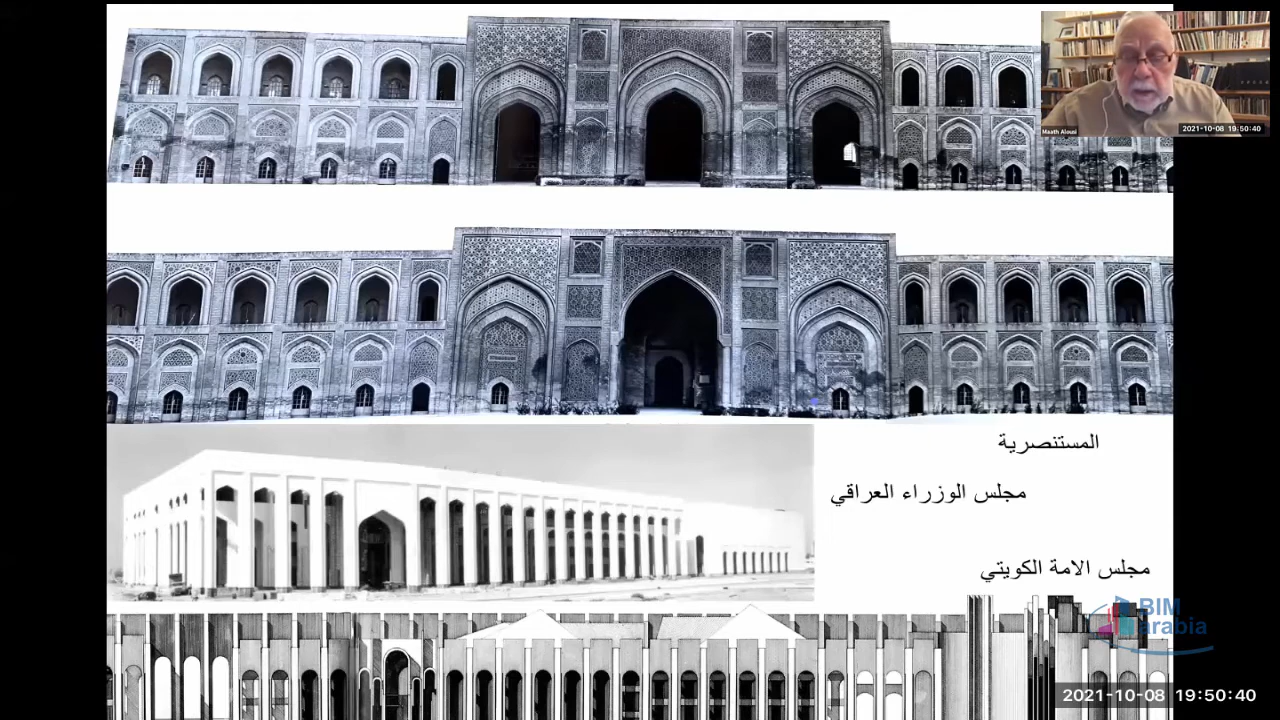 Maath Alousi
2021-10-08 19:50:40
المستنصرية
مجلس الوزراء العراقي
مجلس الامة الكويتي
BIM
arabia
2021-10-08 19:50:40